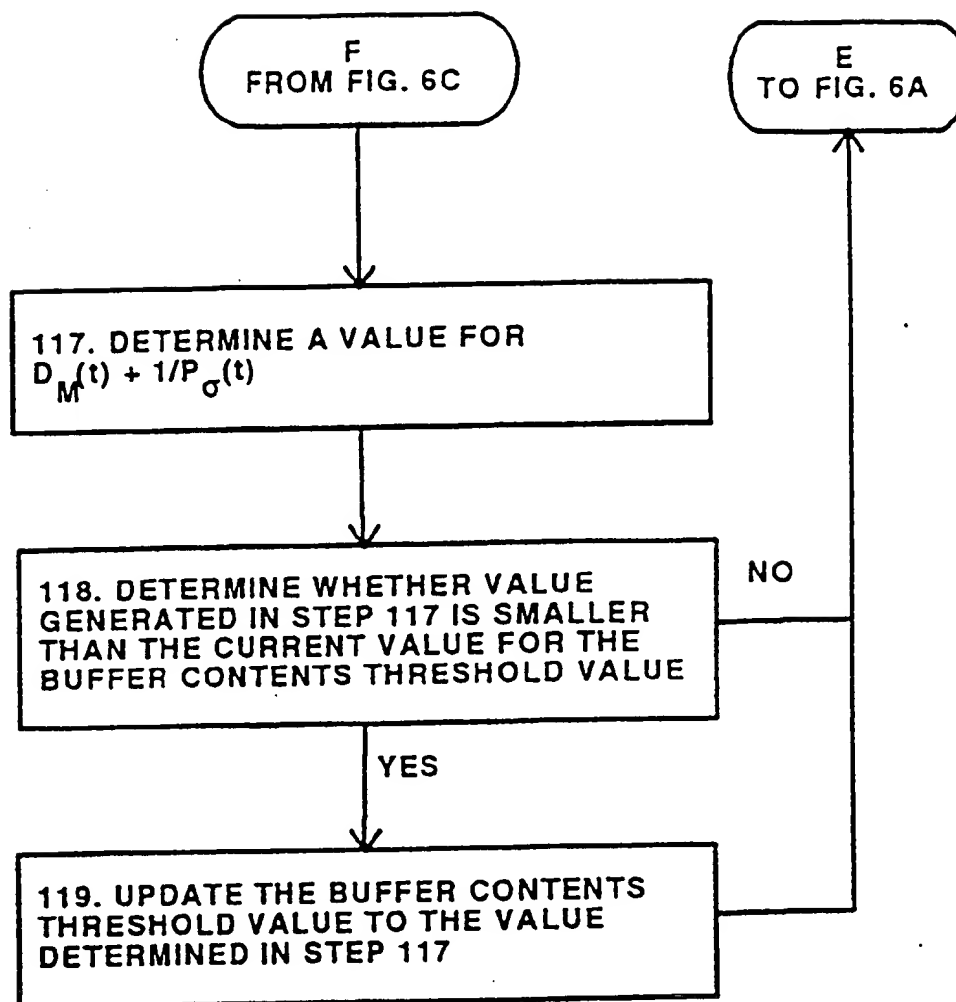 F
FROM FIG. 6C
E
TO FIG. 6A
117. DETERMINE A VALUE FOR
D_M(t) + 1/P_σ(t)
118. DETERMINE WHETHER VALUE
GENERATED IN STEP 117 IS SMALLER
THAN THE CURRENT VALUE FOR THE
BUFFER CONTENTS THRESHOLD VALUE
NO
YES
119. UPDATE THE BUFFER CONTENTS
THRESHOLD VALUE TO THE VALUE
DETERMINED IN STEP 117